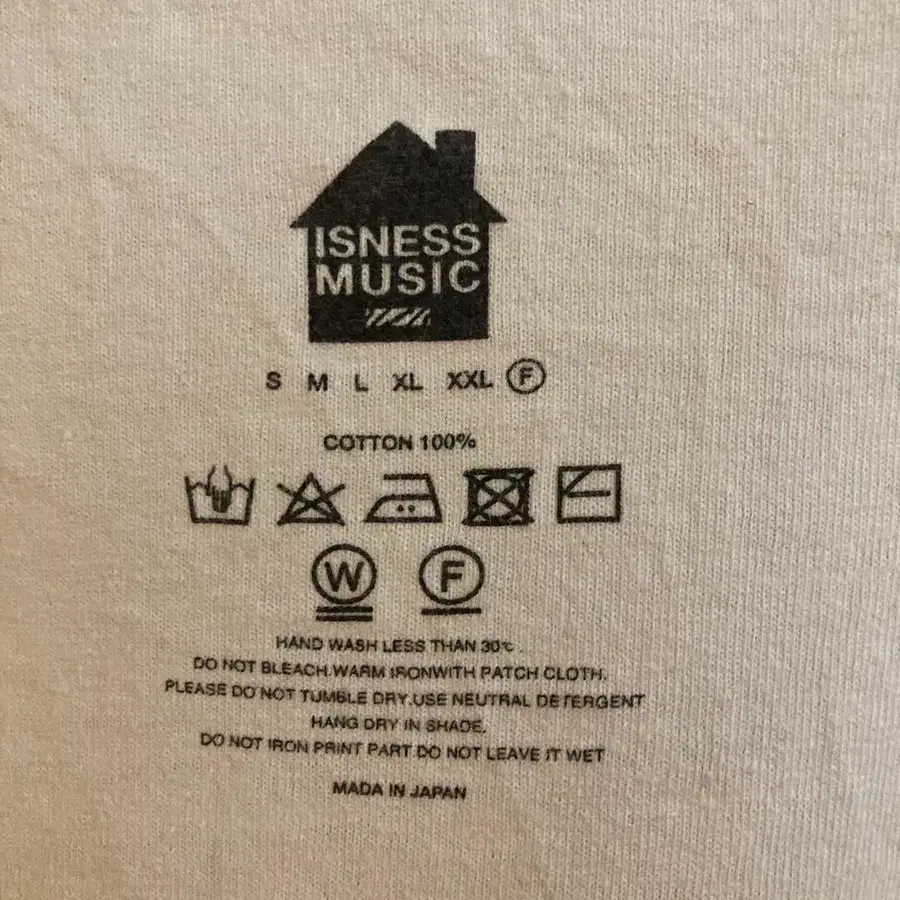 ISNESS
MUSIC
S M L XL XXL F
COTTON 100%
W F
HAND WASH LESS THAN 30℃.
DO NOT BLEACH.WARM IRONWITH PATCH CLOTH.
PLEASE DO NOT TUMBLE DRY.USE NEUTRAL DETERGENT
HANG DRY IN SHADE.
DO NOT IRON PRINT PART.DO NOT LEAVE IT WET
MADA IN JAPAN